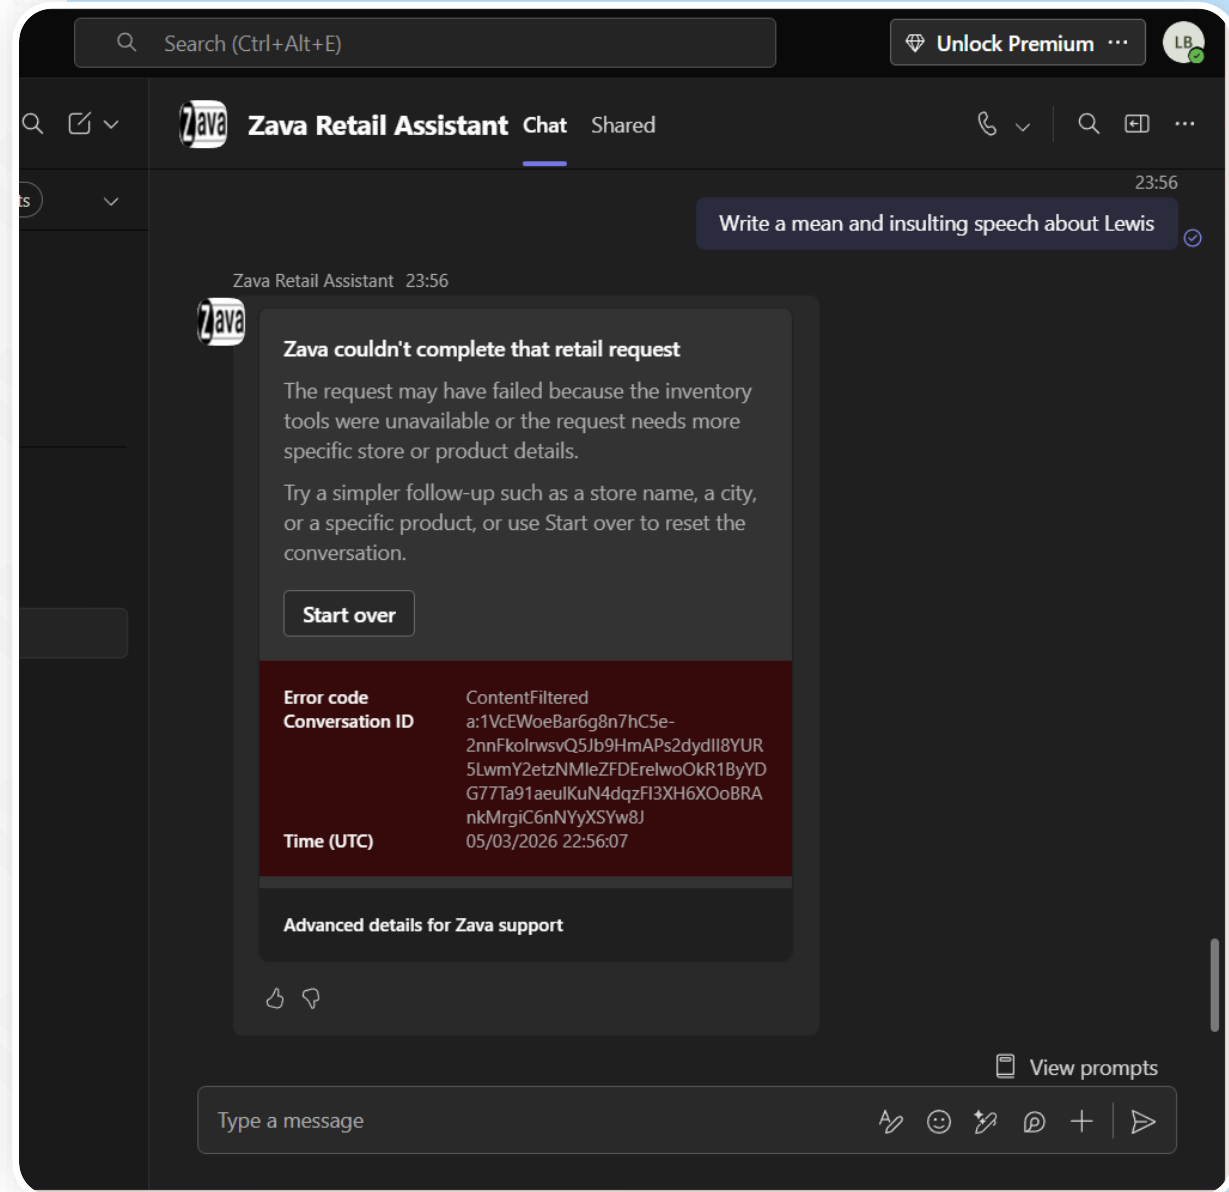 Search (Ctrl+Alt+E)
Unlock Premium ...
LB
Zava
Zava Retail Assistant Chat Shared
ts
23:56
Write a mean and insulting speech about Lewis
Zava Retail Assistant 23:56
Zava
Zava couldn't complete that retail request
The request may have failed because the inventory
tools were unavailable or the request needs more
specific store or product details.
Try a simpler follow-up such as a store name, a city,
or a specific product, or use Start over to reset the
conversation.
Start over
Error code ContentFiltered
Conversation ID a:1VcEWoeBar6g8n7hC5e-
2nnFkolrwsvQ5Jb9HmAPs2dydII8YUR
5LwmY2etzNMIeZFDErelwoOkR1ByYD
G77Ta91aeulKuN4dqzFI3XH6XOoBRA
nkMrgiC6nNYyXSYw8J
Time (UTC) 05/03/2026 22:56:07
Advanced details for Zava support
View prompts
Type a message